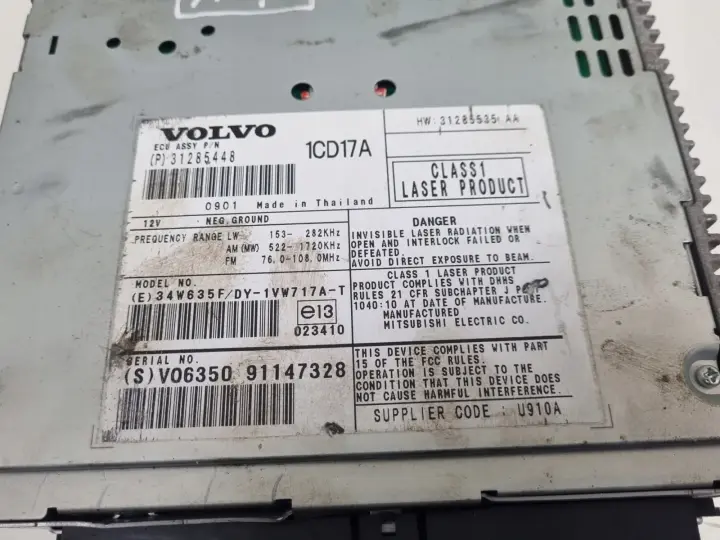 VOLVO
ECU ASSY P/N
(P) 31285448
1CD17A
0901 Made in Thailand
HW: 31285535 AA
CLASS1
LASER PRODUCT
12V NEG.GROUND
FREQUENCY RANGE LW 153- 282KHz
AM(MW) 522-1720KHz
FM 76.0-108.0MHz
DANGER
INVISIBLE LASER RADIATION WHEN
OPEN AND INTERLOCK FAILED OR
DEFEATED.
AVOID DIRECT EXPOSURE TO BEAM.
CLASS 1 LASER PRODUCT
PRODUCT COMPLIES WITH DHHS
RULES 21 CFR SUBCHAPTER J
1040:10 AT DATE OF MANUFACTURE.
MANUFACTURED
MITSUBISHI ELECTRIC CO.
MODEL NO.
(E) 34W635F/DY-1VW717A-T
e13
023410
SERIAL NO.
(S) VO6350 91147328
THIS DEVICE COMPLIES WITH PART
15 OF THE FCC RULES.
OPERATION IS SUBJECT TO THE
CONDITION THAT THIS DEVICE DOES
NOT CAUSE HARMFUL INTERFERENCE.
SUPPLIER CODE : U910A